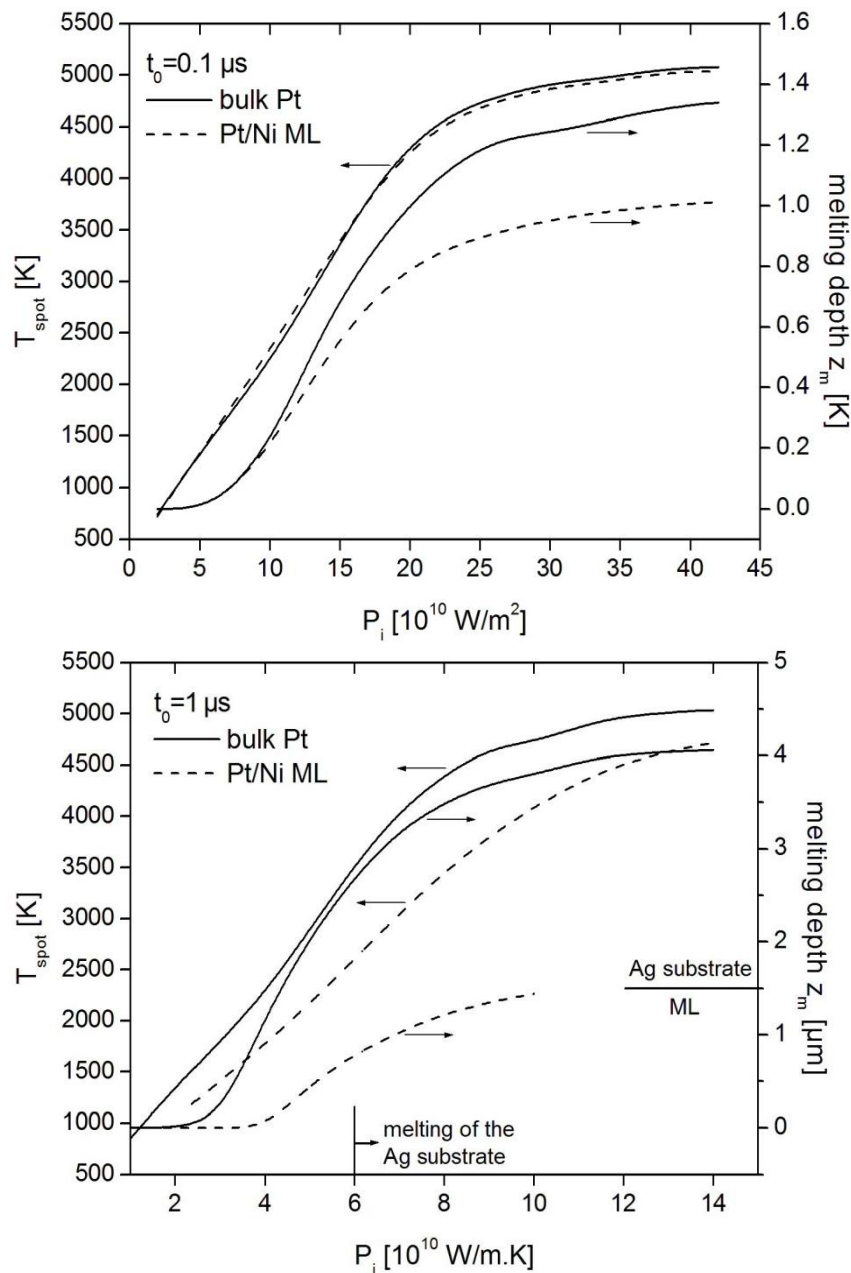 5500
5000
4500
4000
3500
3000
2500
2000
1500
1000
500
T_spot [K]
t_0=0.1 µs
bulk Pt
Pt/Ni ML
1.6
1.4
1.2
1.0
0.8
0.6
0.4
0.2
0.0
melting depth z_m [K]
0 5 10 15 20 25 30 35 40 45
P_i [10^10 W/m^2]
5500
5000
4500
4000
3500
3000
2500
2000
1500
1000
500
T_spot [K]
t_0=1 µs
bulk Pt
Pt/Ni ML
Ag substrate
ML
melting of the
Ag substrate
5
4
3
2
1
0
melting depth z_m [µm]
2 4 6 8 10 12 14
P_i [10^10 W/m.K]